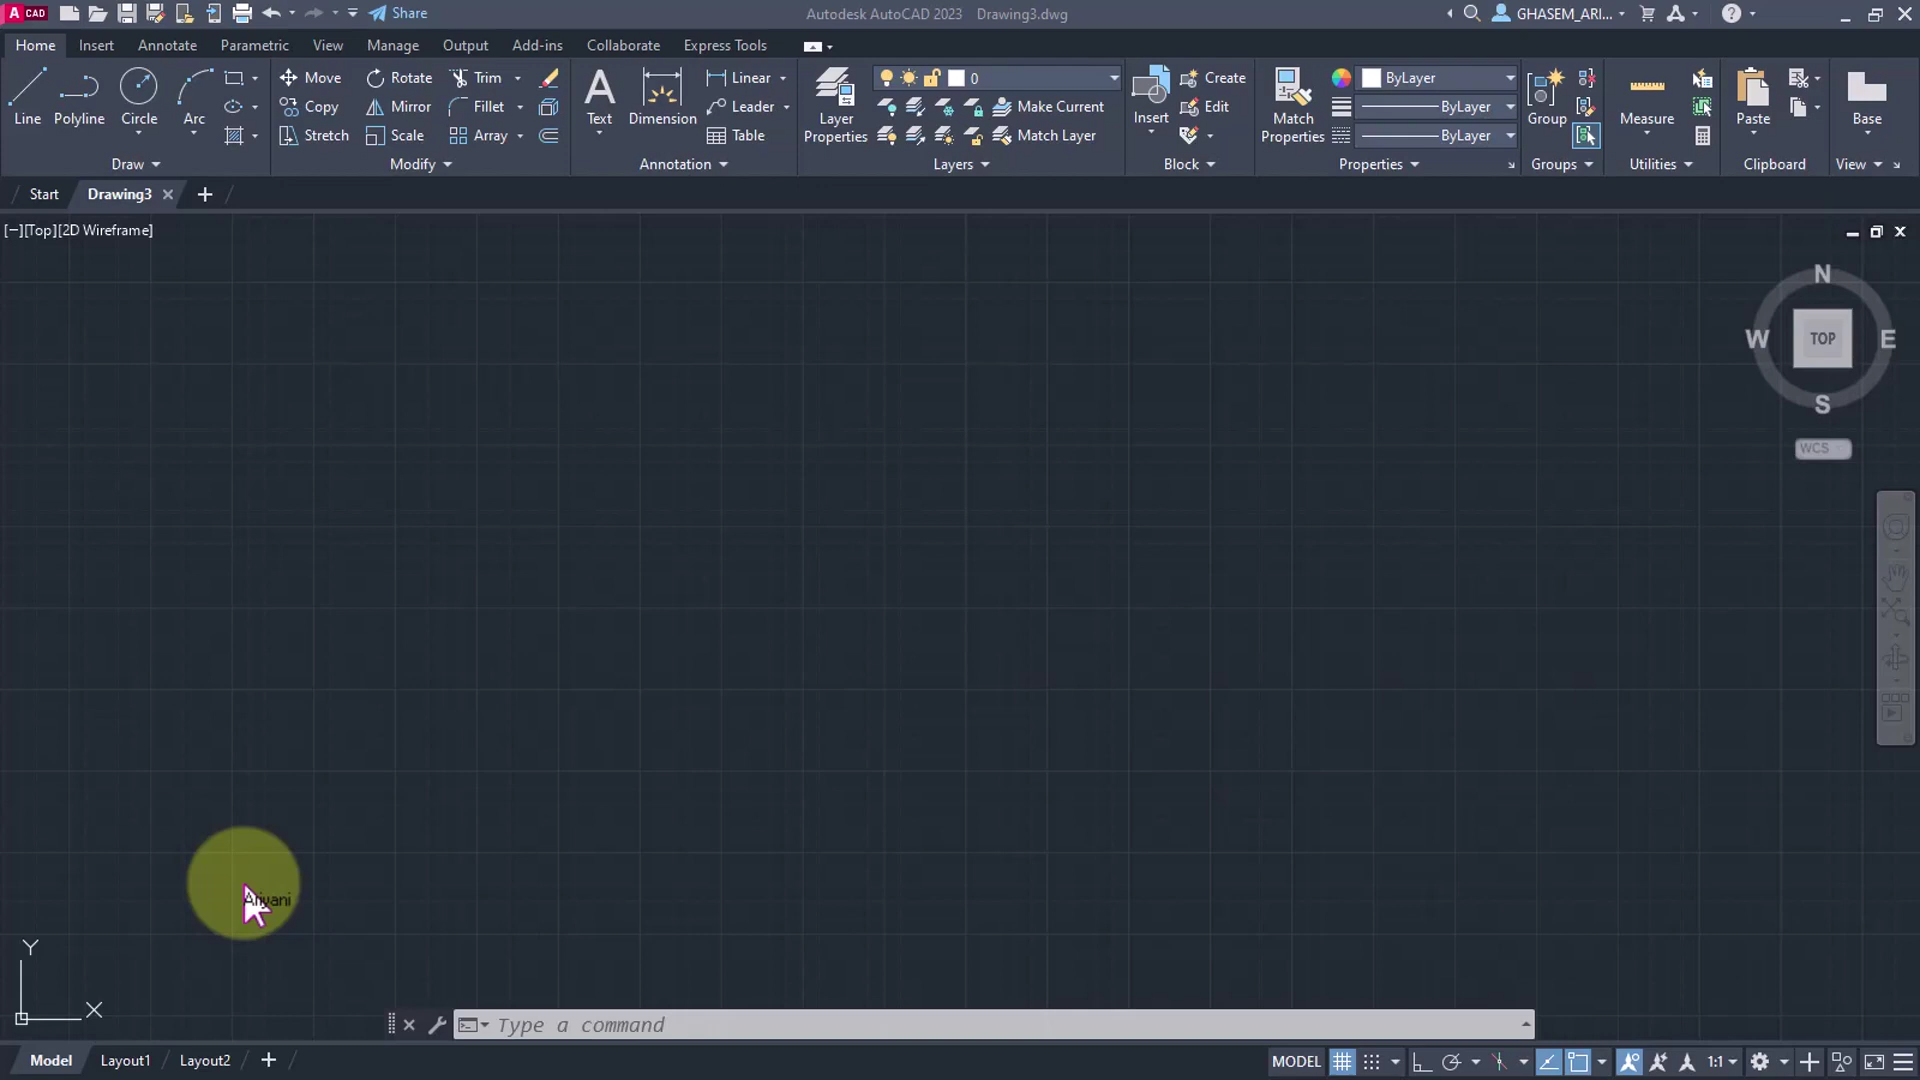 CAD Share Autodesk AutoCAD 2023 Drawing3.dwg GHASEM_ARI...
Home Insert Annotate Parametric View Manage Output Add-ins Collaborate Express Tools
Line Polyline Circle Arc
Draw
Move Rotate Trim
Copy Mirror Fillet
Stretch Scale Array
Modify
Text Dimension
Linear
Leader
Table
Annotation
Layer Properties
0
Make Current
Match Layer
Layers
Insert
Create
Edit
Block
Match Properties
ByLayer
ByLayer
ByLayer
Properties
Group
Groups
Measure
Utilities
Paste
Clipboard
Base
View
Start Drawing3
[−][Top][2D Wireframe]
N
W TOP E
S
WCS
Ariyani
Y
X
Type a command
Model Layout1 Layout2 MODEL 1:1